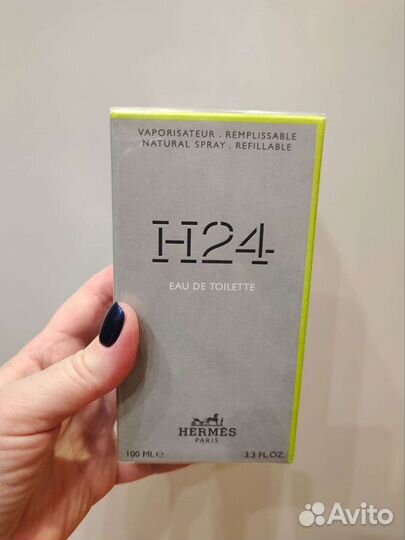 VAPORISATEUR . REMPLISSABLE
NATURAL SPRAY . REFILLABLE
H24
EAU DE TOILETTE
HERMÈS
PARIS
100 ML℮ 3.3 FL.OZ.
Avito